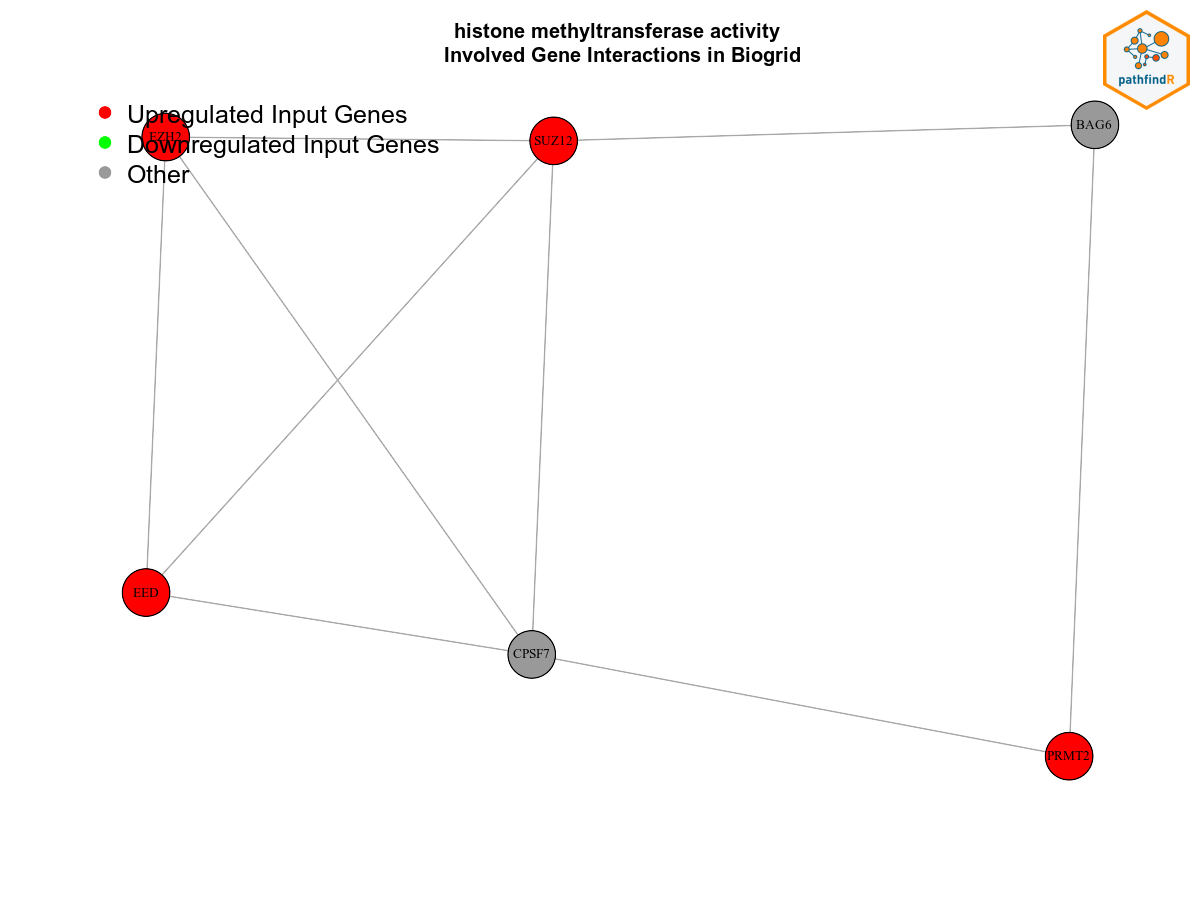 histone methyltransferase activity
Involved Gene Interactions in Biogrid
pathfindR
Upregulated Input Genes
Downregulated Input Genes
Other
EZH2
SUZ12
BAG6
EED
CPSF7
PRMT2